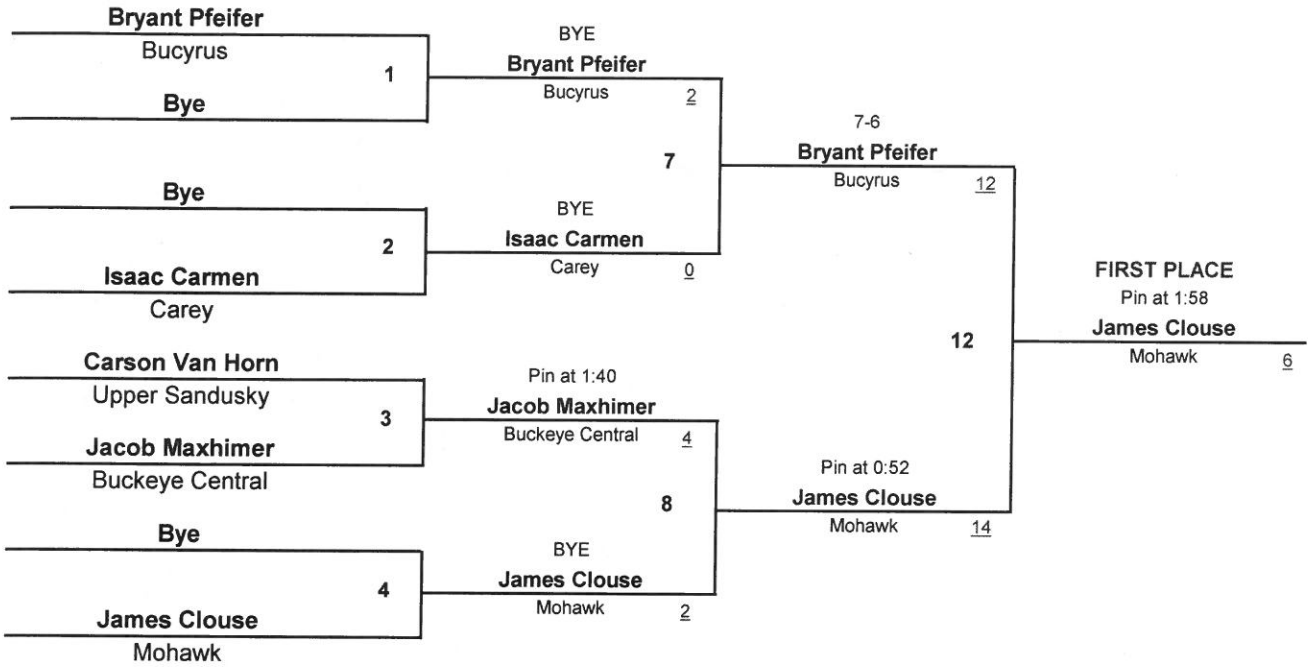 Bryant Pfeifer
Bucyrus
1
Bye
Bye
2
Isaac Carmen
Carey
Carson Van Horn
Upper Sandusky
3
Jacob Maxhimer
Buckeye Central
Bye
4
James Clouse
Mohawk
BYE
Bryant Pfeifer
Bucyrus 2
7
BYE
Isaac Carmen
Carey 0
Pin at 1:40
Jacob Maxhimer
Buckeye Central 4
8
BYE
James Clouse
Mohawk 2
7-6
Bryant Pfeifer
Bucyrus 12
12
Pin at 0:52
James Clouse
Mohawk 14
FIRST PLACE
Pin at 1:58
James Clouse
Mohawk 6